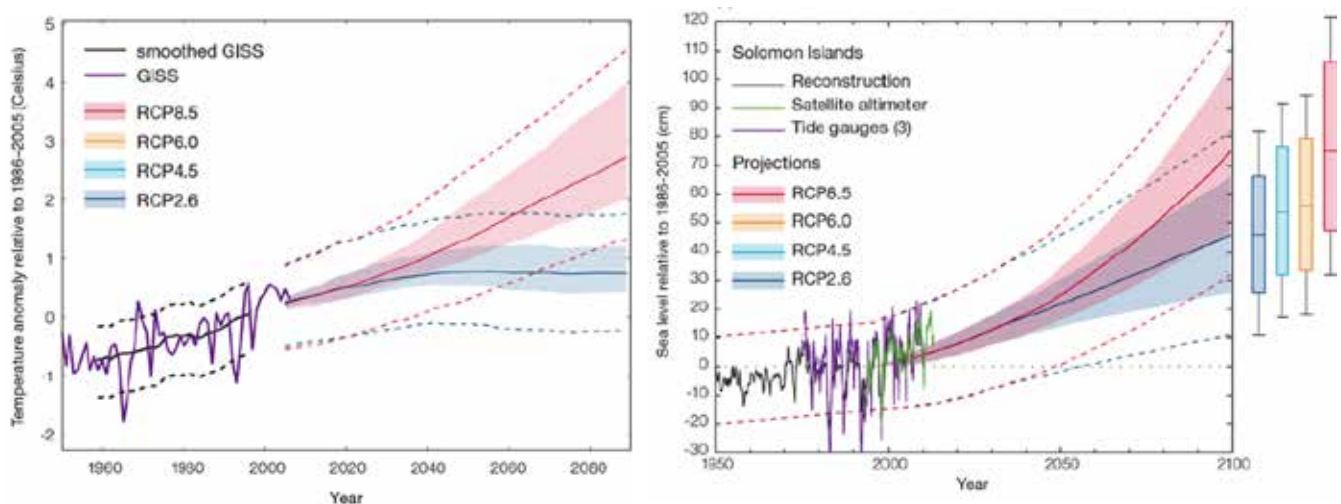 Temperature anomaly relative to 1986-2005 [Celsius]
5
4
3
2
1
0
-1
-2
smoothed GISS
GISS
RCP8.5
RCP6.0
RCP4.5
RCP2.6
1960
1980
2000
2020
2040
2060
2080
Year
Sea level relative to 1986-2005 (cm)
120
110
100
90
80
70
60
50
40
30
20
10
0
-10
-20
-30
Solomon Islands
Reconstruction
Satellite altimeter
Tide gauges (3)
Projections
RCP8.5
RCP6.0
RCP4.5
RCP2.6
1950
2000
2050
2100
Year